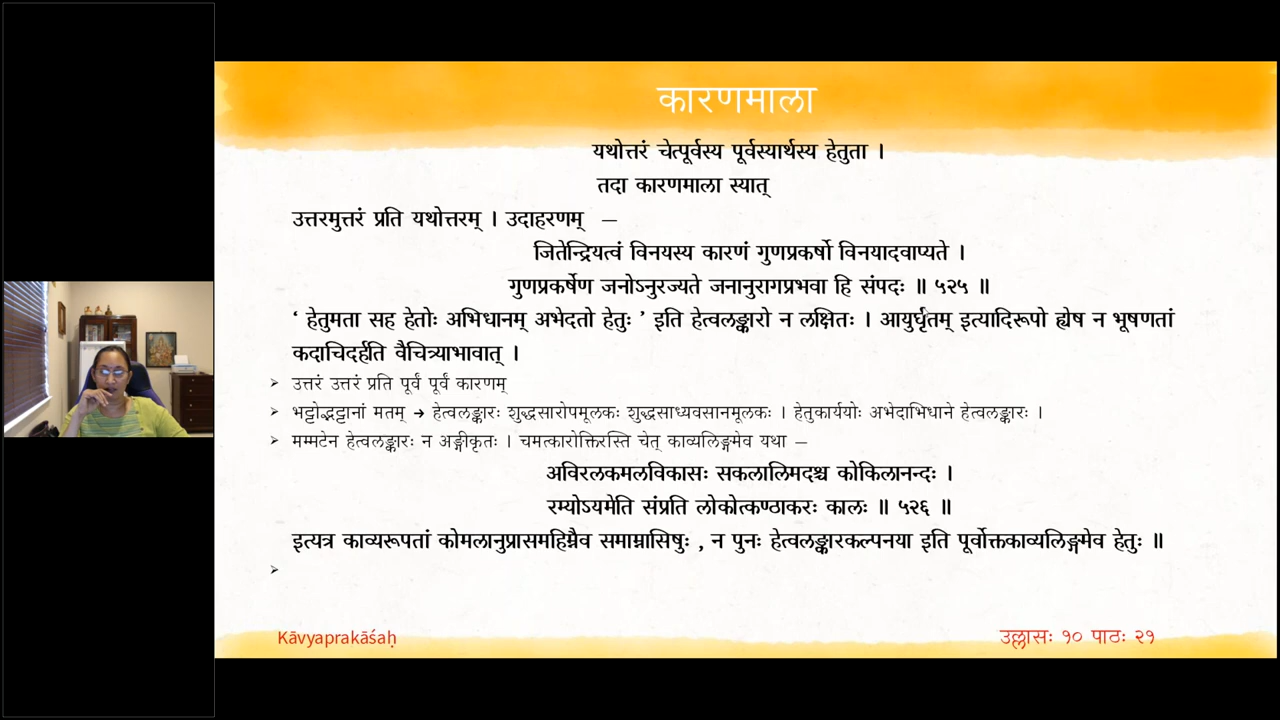 कारणमाला
यथोत्तरं चेत्पूर्वस्य पूर्वस्यार्थस्य हेतुता ।
तदा कारणमाला स्यात्
उत्तरमुत्तरं प्रति यथोत्तरम् । उदाहरणम् –
जितेन्द्रियत्वं विनयस्य कारणं गुणप्रकर्षो विनयादवाप्यते ।
गुणप्रकर्षेण जनोऽनुरज्यते जनानुरागप्रभवा हि संपदः ॥ ५२५ ॥
‘ हेतुमता सह हेतोः अभिधानम् अभेदतो हेतुः ’ इति हेत्वलङ्कारो न लक्षितः । आयुर्घृतम् इत्यादिरूपो ह्येष न भूषणतां
कदाचिदर्हति वैचित्र्याभावात् ।
➢ उत्तरं उत्तरं प्रति पूर्वं पूर्वं कारणम्
➢ भट्टोद्भट्टानां मतम् → हेत्वलङ्कारः शुद्धसारोपमूलकः शुद्धसाध्यवसानमूलकः । हेतुकार्ययोः अभेदाभिधाने हेत्वलङ्कारः ।
➢ मम्मटेन हेत्वलङ्कारः न अङ्गीकृतः । चमत्कारोक्तिरस्ति चेत् काव्यलिङ्गमेव यथा –
अविरलकमलविकासः सकलालिमदश्च कोकिलानन्दः ।
रम्योऽयमेति संप्रति लोकोत्कण्ठाकरः कालः ॥ ५२६ ॥
इत्यत्र काव्यरूपतां कोमलानुप्रासमहिम्नैव समाम्नासिषुः , न पुनः हेत्वलङ्कारकल्पनया इति पूर्वोक्तकाव्यलिङ्गमेव हेतुः ॥
➢
Kāvyaprakāśaḥ
उल्लासः १० पाठः २१